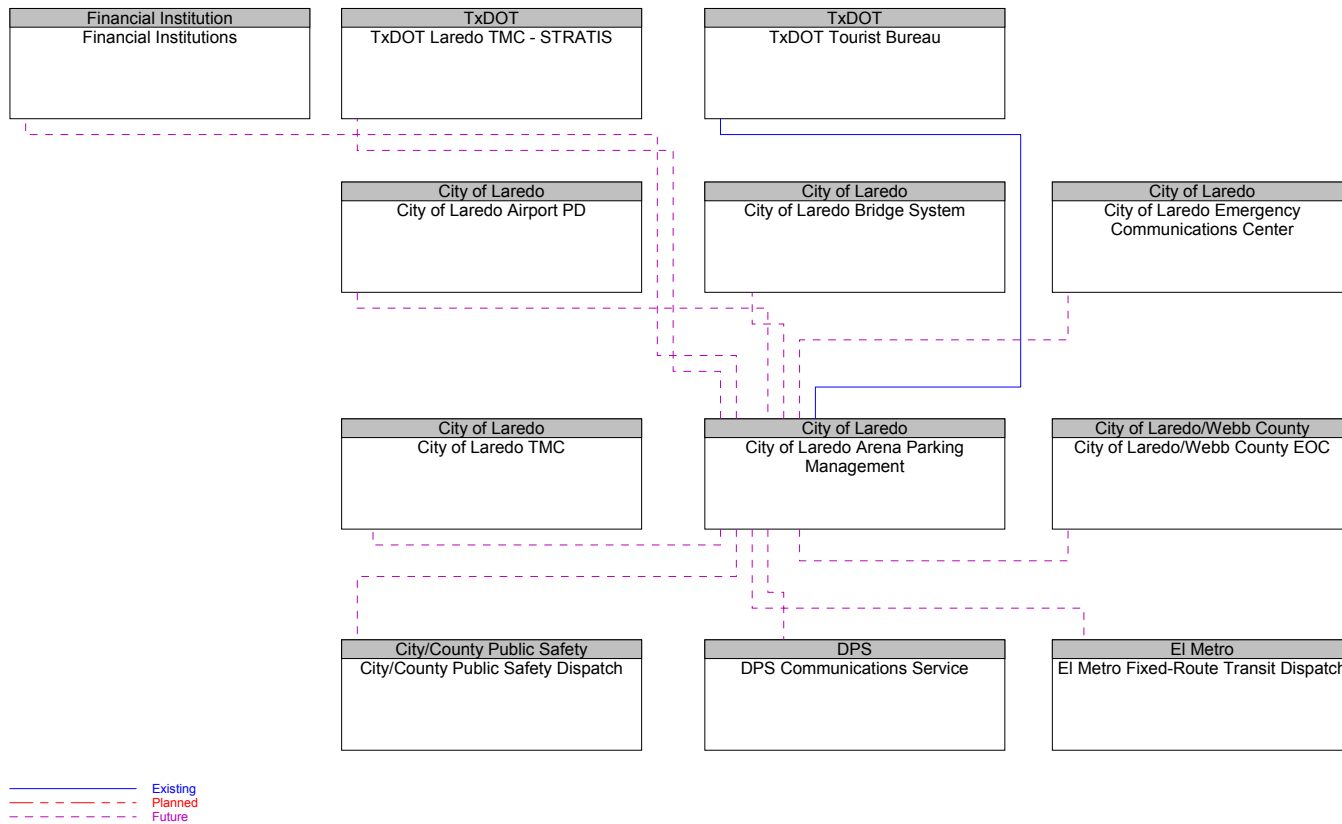 Financial Institution
Financial Institutions
TxDOT
TxDOT Laredo TMC - STRATIS
TxDOT
TxDOT Tourist Bureau
City of Laredo
City of Laredo Airport PD
City of Laredo
City of Laredo Bridge System
City of Laredo
City of Laredo Emergency
Communications Center
City of Laredo
City of Laredo TMC
City of Laredo
City of Laredo Arena Parking
Management
City of Laredo/Webb County
City of Laredo/Webb County EOC
City/County Public Safety
City/County Public Safety Dispatch
DPS
DPS Communications Service
El Metro
El Metro Fixed-Route Transit Dispatch
Existing
Planned
Future